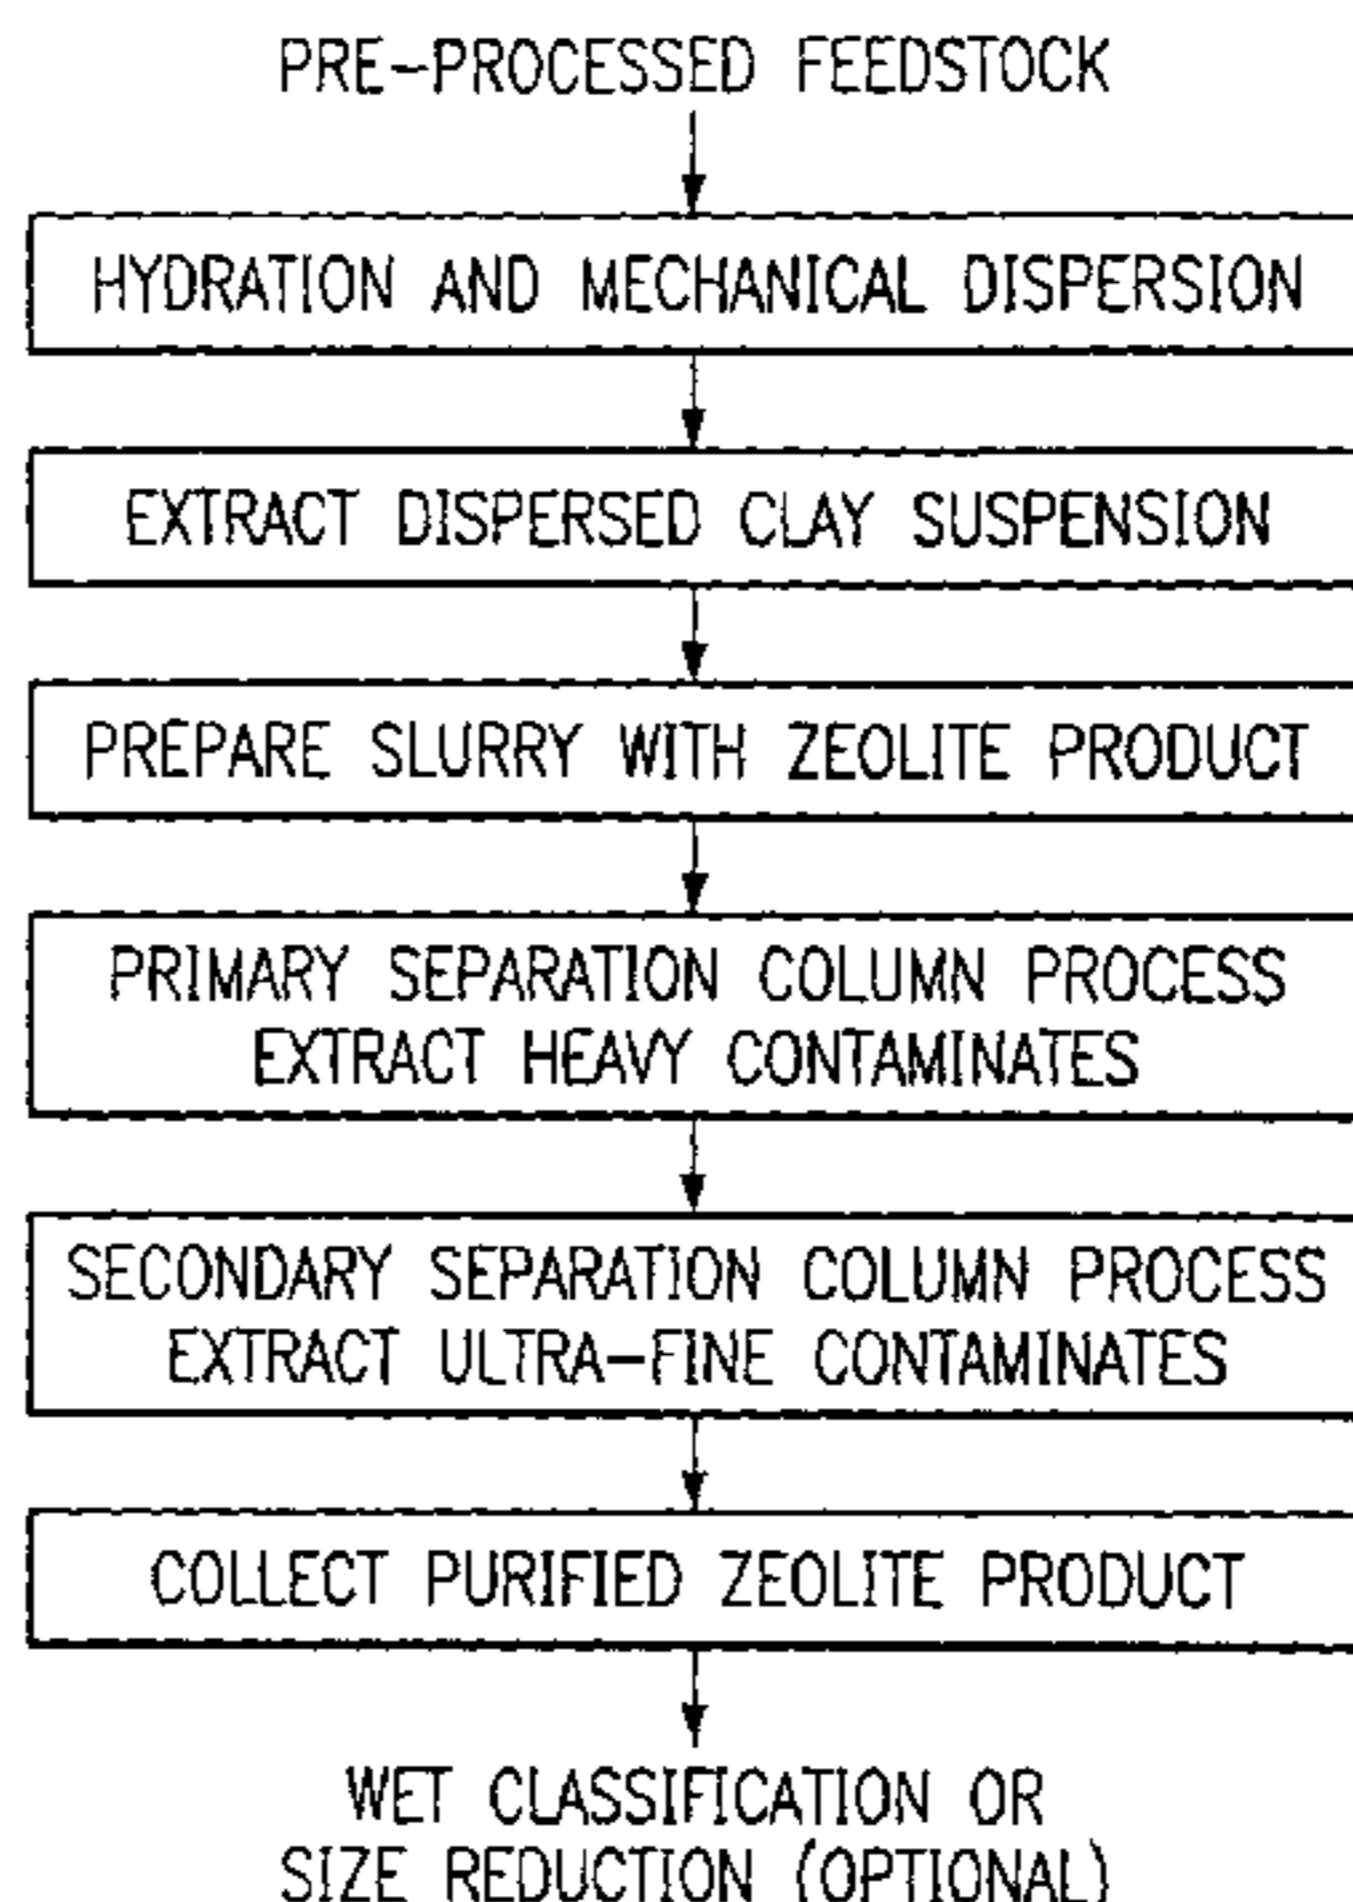 PRE-PROCESSED FEEDSTOCK
HYDRATION AND MECHANICAL DISPERSION
EXTRACT DISPERSED CLAY SUSPENSION
PREPARE SLURRY WITH ZEOLITE PRODUCT
PRIMARY SEPARATION COLUMN PROCESS
EXTRACT HEAVY CONTAMINATES
SECONDARY SEPARATION COLUMN PROCESS
EXTRACT ULTRA-FINE CONTAMINATES
COLLECT PURIFIED ZEOLITE PRODUCT
WET CLASSIFICATION OR
SIZE REDUCTION (OPTIONAL)